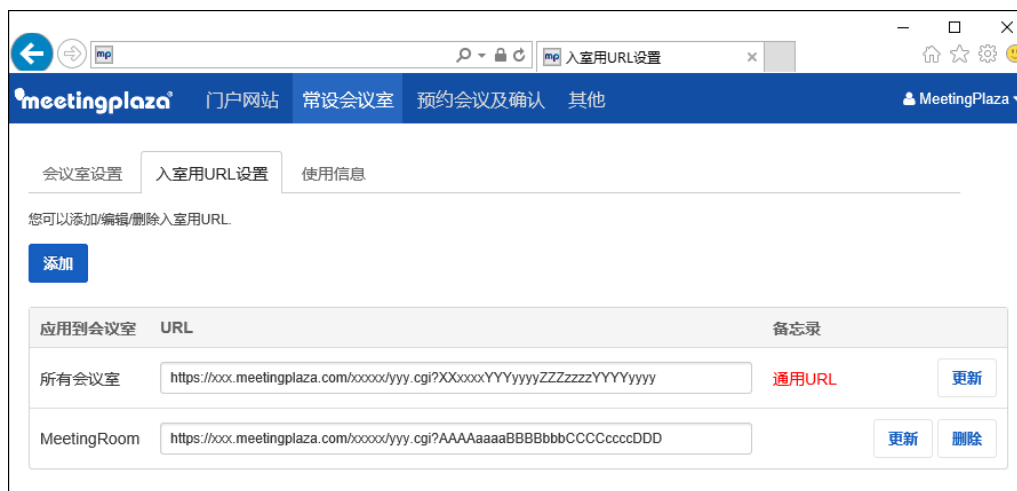 mp
mp 入室用URL设置
meetingplaza 门户网站 常设会议室 预约会议及确认 其他 MeetingPlaza
会议室设置 入室用URL设置 使用信息
您可以添加/编辑/删除入室用URL.
添加
应用到会议室 URL 备忘录
所有会议室 https://xxx.meetingplaza.com/xxxxx/yyy.cgi?XXxxxxYYYyyyyZZZzzzzYYYYyyyy 通用URL 更新
MeetingRoom https://xxx.meetingplaza.com/xxxxx/yyy.cgi?AAAAaaaaBBBBbbbCCCCccccDDD 更新 删除